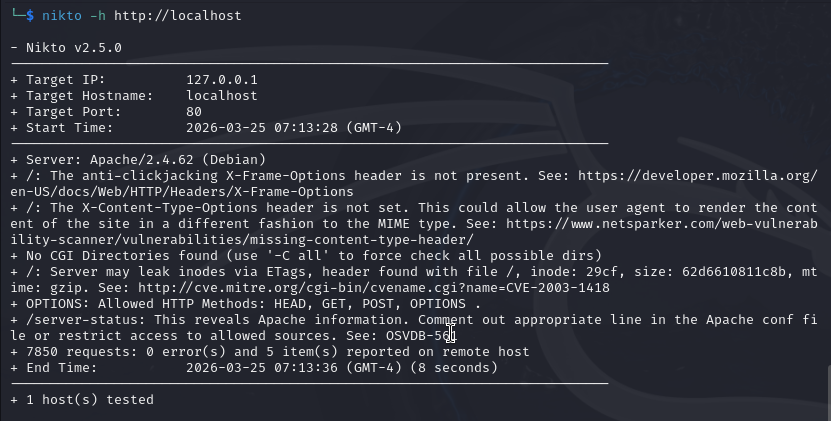 └─$ nikto -h http://localhost
- Nikto v2.5.0
+ Target IP: 127.0.0.1
+ Target Hostname: localhost
+ Target Port: 80
+ Start Time: 2026-03-25 07:13:28 (GMT-4)
+ Server: Apache/2.4.62 (Debian)
+ /: The anti-clickjacking X-Frame-Options header is not present. See: https://developer.mozilla.org/
en-US/docs/Web/HTTP/Headers/X-Frame-Options
+ /: The X-Content-Type-Options header is not set. This could allow the user agent to render the cont
ent of the site in a different fashion to the MIME type. See: https://www.netsparker.com/web-vulnerab
ility-scanner/vulnerabilities/missing-content-type-header/
+ No CGI Directories found (use '-C all' to force check all possible dirs)
+ /: Server may leak inodes via ETags, header found with file /, inode: 29cf, size: 62d6610811c8b, mt
ime: gzip. See: http://cve.mitre.org/cgi-bin/cvename.cgi?name=CVE-2003-1418
+ OPTIONS: Allowed HTTP Methods: HEAD, GET, POST, OPTIONS .
+ /server-status: This reveals Apache information. Comment out appropriate line in the Apache conf fi
le or restrict access to allowed sources. See: OSVDB-561
+ 7850 requests: 0 error(s) and 5 item(s) reported on remote host
+ End Time: 2026-03-25 07:13:36 (GMT-4) (8 seconds)
+ 1 host(s) tested